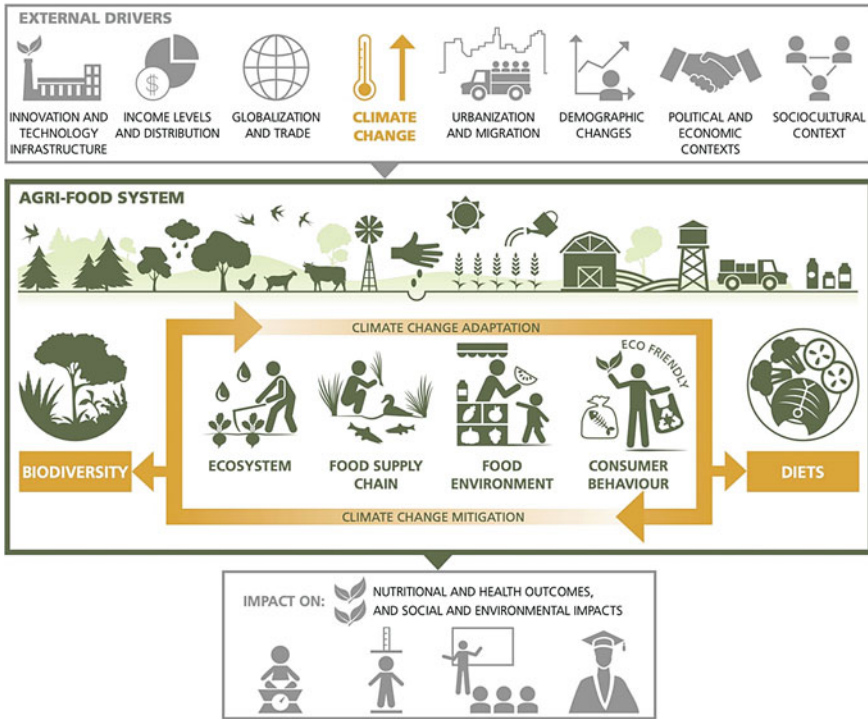 EXTERNAL DRIVERS
$
INNOVATION AND
TECHNOLOGY
INFRASTRUCTURE
INCOME LEVELS
AND DISTRIBUTION
GLOBALIZATION
AND TRADE
CLIMATE
CHANGE
URBANIZATION
AND MIGRATION
DEMOGRAPHIC
CHANGES
POLITICAL AND
ECONOMIC
CONTEXTS
SOCIOCULTURAL
CONTEXT
AGRI-FOOD SYSTEM
CLIMATE CHANGE ADAPTATION
ECO FRIENDLY
BIODIVERSITY
ECOSYSTEM
FOOD SUPPLY
CHAIN
FOOD
ENVIRONMENT
CONSUMER
BEHAVIOUR
DIETS
CLIMATE CHANGE MITIGATION
IMPACT ON:
NUTRITIONAL AND HEALTH OUTCOMES,
AND SOCIAL AND ENVIRONMENTAL IMPACTS